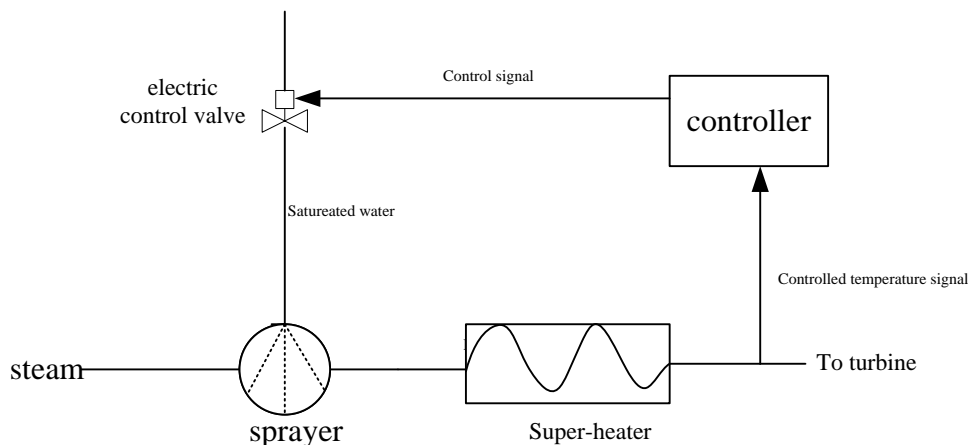 Control signal
electric
control valve
controller
Satureated water
Controlled temperature signal
steam
To turbine
sprayer
Super-heater